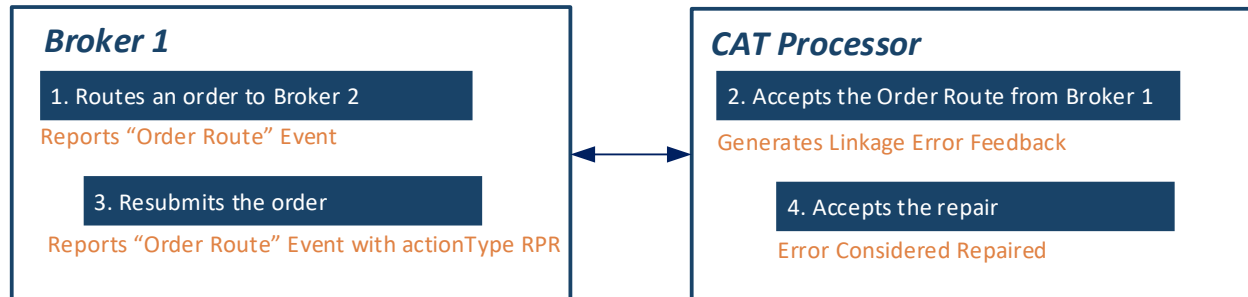 Broker 1
1. Routes an order to Broker 2
Reports “Order Route” Event
3. Resubmits the order
Reports “Order Route” Event with actionType RPR
CAT Processor
2. Accepts the Order Route from Broker 1
Generates Linkage Error Feedback
4. Accepts the repair
Error Considered Repaired